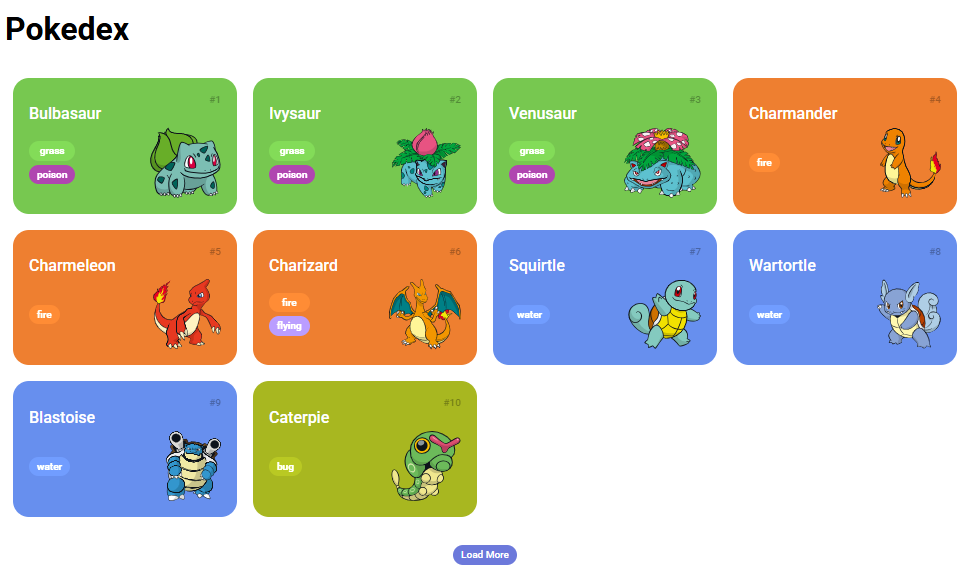 Pokedex
#1
Bulbasaur
grass
poison
#2
Ivysaur
grass
poison
#3
Venusaur
grass
poison
#4
Charmander
fire
#5
Charmeleon
fire
#6
Charizard
fire
flying
#7
Squirtle
water
#8
Wartortle
water
#9
Blastoise
water
#10
Caterpie
bug
Load More